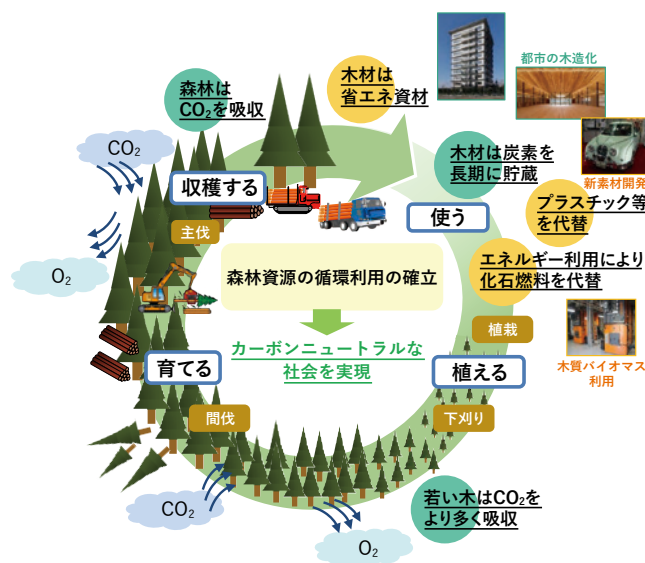 都市の木造化
木材は
省エネ資材
森林は
CO₂を吸収
CO₂
木材は炭素を
長期に貯蔵
新素材開発
収穫する
使う
プラスチック等
を代替
主伐
エネルギー利用により
化石燃料を代替
O₂
森林資源の循環利用の確立
植栽
カーボンニュートラルな
社会を実現
育てる
植える
木質バイオマス
利用
間伐
下刈り
CO₂
若い木はCO₂を
より多く吸収
O₂